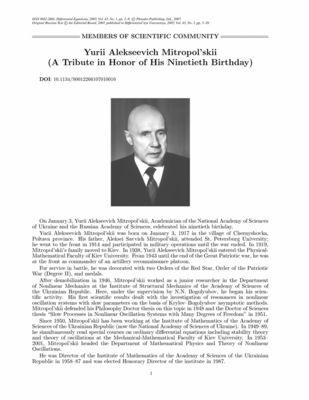 ISSN 0012-2661, Differential Equations, 2007, Vol. 43, No. 1, pp. 1–9. © Pleiades Publishing, Ltd., 2007.
Original Russian Text © the Editorial Board, 2007, published in Differentsial'nye Uravneniya, 2007, Vol. 43, No. 1, pp. 3–10.
MEMBERS OF SCIENTIFIC COMMUNITY
Yurii Alekseevich Mitropol'skii
(A Tribute in Honor of His Ninetieth Birthday)
DOI: 10.1134/S0012266107010016
On January 3, Yurii Alekseevich Mitropol'skii, Academician of the National Academy of Sciences
of Ukraine and the Russian Academy of Sciences, celebrated his ninetieth birthday.
Yurii Alekseevich Mitropol'skii was born on January 3, 1917 in the village of Chernyshovka,
Poltava province. His father, Aleksei Savvich Mitropol'skii, attended St. Petersburg University;
he went to the front in 1914 and participated in military operations until the war ended. In 1919,
Mitropol'skii's family moved to Kiev. In 1938, Yurii Alekseevich Mitropol'skii entered the Physical-
Mathematical Faculty of Kiev University. From 1943 until the end of the Great Patriotic war, he was
at the front as commander of an artillery reconnaissance platoon.
For service in battle, he was decorated with two Orders of the Red Star, Order of the Patriotic
War (Degree II), and medals.
After demobilization in 1946, Mitropol'skii worked as a junior researcher in the Department
of Nonlinear Mechanics at the Institute of Structural Mechanics of the Academy of Sciences of
the Ukrainian Republic. Here, under the supervision by N.N. Bogolyubov, he began his scien-
tific activity. His first scientific results dealt with the investigation of resonances in nonlinear
oscillation systems with slow parameters on the basis of Krylov–Bogolyubov asymptotic methods.
Mitropol'skii defended his Philosophy Doctor thesis on this topic in 1948 and the Doctor of Sciences
thesis "Slow Processes in Nonlinear Oscillation Systems with Many Degrees of Freedom" in 1951.
Since 1950, Mitropol'skii has been working at the Institute of Mathematics of the Academy of
Sciences of the Ukrainian Republic (now the National Academy of Sciences of Ukraine). In 1949–89,
he simultaneously read special courses on ordinary differential equations including stability theory
and theory of oscillations at the Mechanical-Mathematical Faculty of Kiev University. In 1953–
2001, Mitropol'skii headed the Department of Mathematical Physics and Theory of Nonlinear
Oscillations.
He was Director of the Institute of Mathematics of the Academy of Sciences of the Ukrainian
Republic in 1958–87 and was elected Honorary Director of the institute in 1987.
1